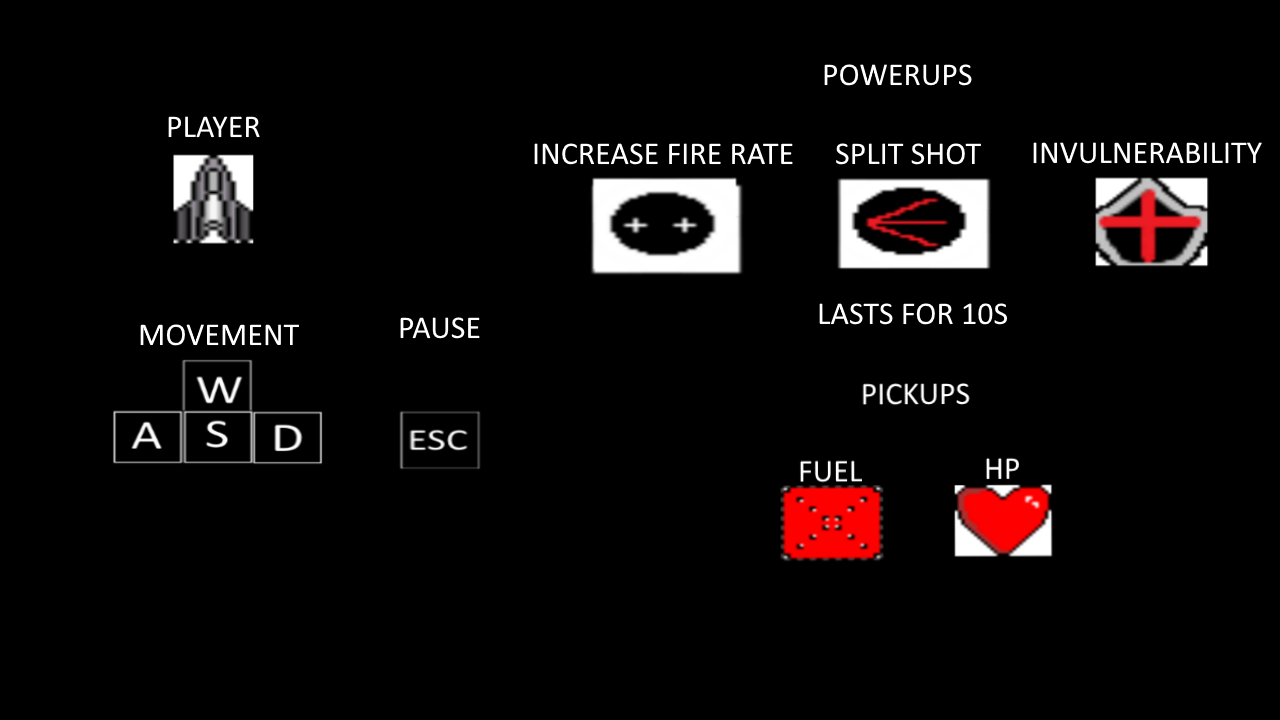 POWERUPS
PLAYER
INCREASE FIRE RATE
SPLIT SHOT
INVULNERABILITY
LASTS FOR 10S
MOVEMENT
PAUSE
W
A S D
ESC
PICKUPS
FUEL
HP